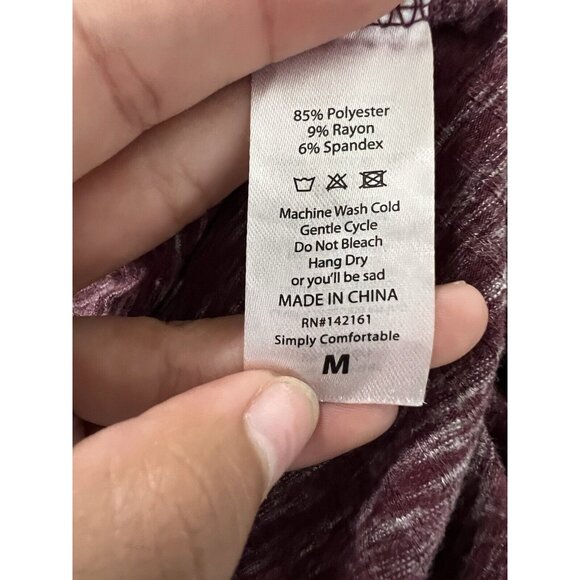 85% Polyester
9% Rayon
6% Spandex
Machine Wash Cold
Gentle Cycle
Do Not Bleach
Hang Dry
or you'll be sad
MADE IN CHINA
RN#142161
Simply Comfortable
M